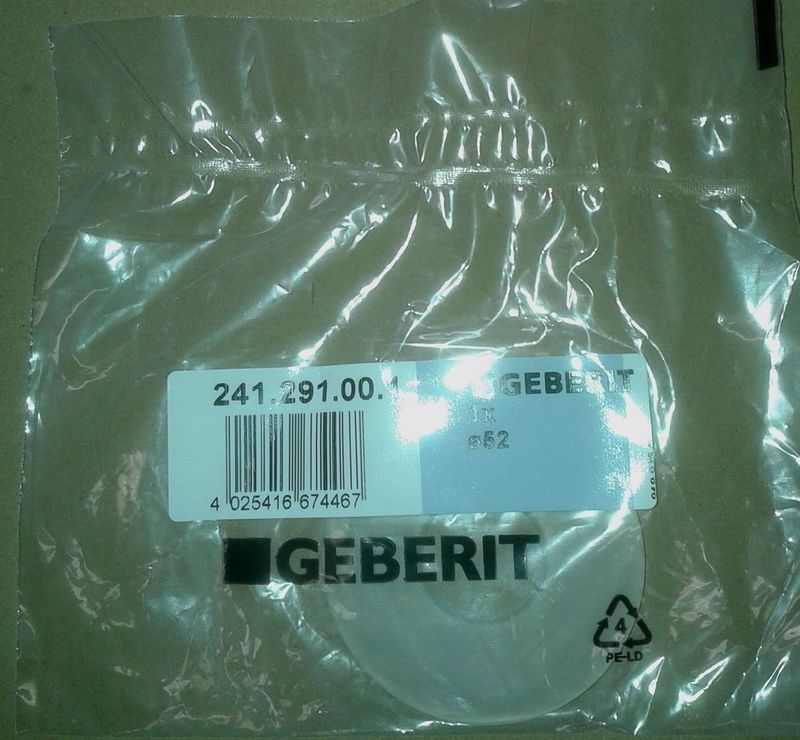 241.291.00.1
GEBERIT
1x
ø52
4 025416 674467
GEBERIT
4
PE-LD